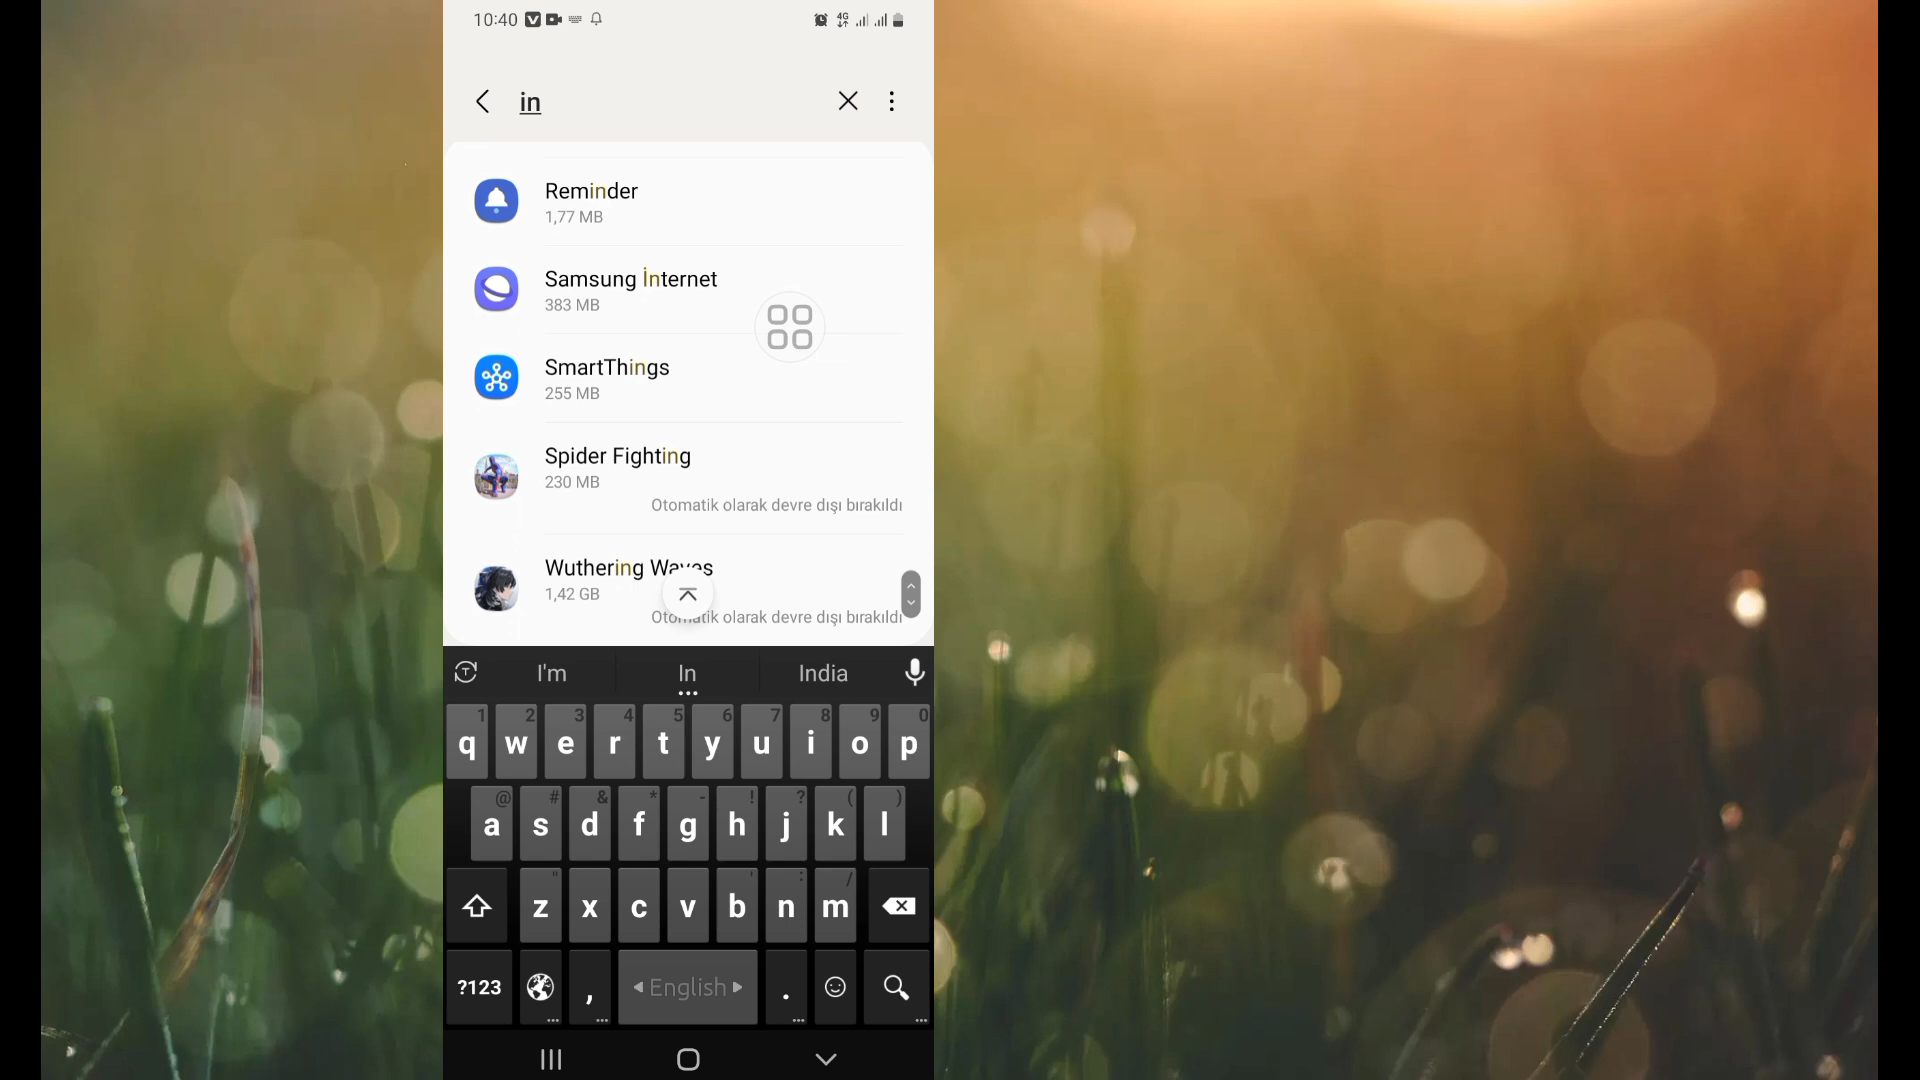 10:40 4G
in
Reminder
1,77 MB
Samsung İnternet
383 MB
SmartThings
255 MB
Spider Fighting
230 MB
Otomatik olarak devre dışı bırakıldı
Wuthering Waves
1,42 GB
Otomatik olarak devre dışı bırakıldı
I'm In India
1 2 3 4 5 6 7 8 9 0
q w e r t y u i o p
@ # & * - ! ? ( )
a s d f g h j k l
" ' : /
z x c v b n m
?123 , English .